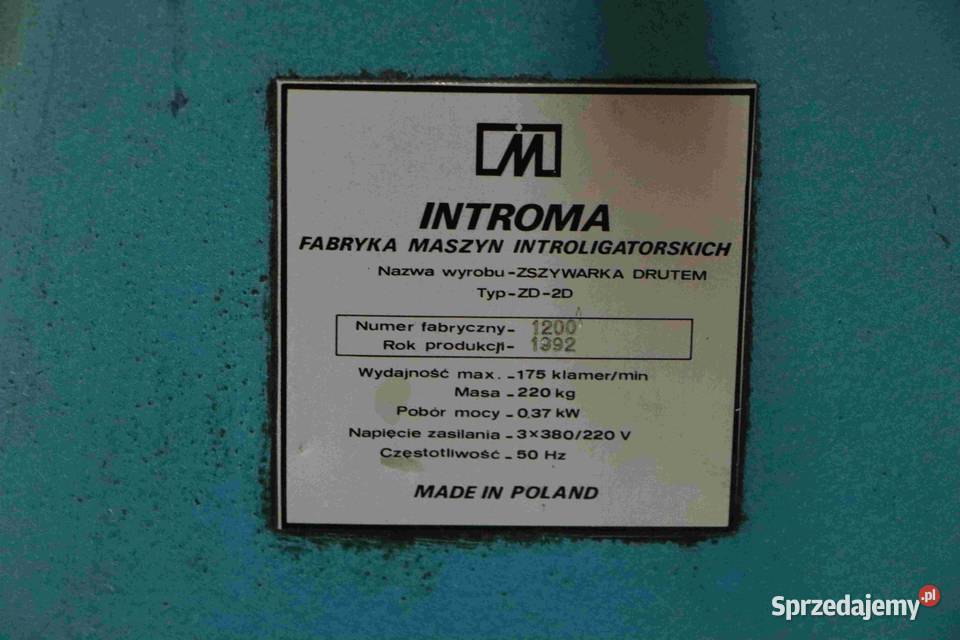 INTROMA
FABRYKA MASZYN INTROLIGATORSKICH
Nazwa wyrobu-ZSZYWARKA DRUTEM
Typ-ZD-2D
Numer fabryczny- 1200
Rok produkcji- 1992
Wydajność max. -175 klamer/min
Masa -220 kg
Pobór mocy -0.37 kW
Napięcie zasilania -3×380/220 V
Częstotliwość -50 Hz
MADE IN POLAND
Sprzedajemy.pl